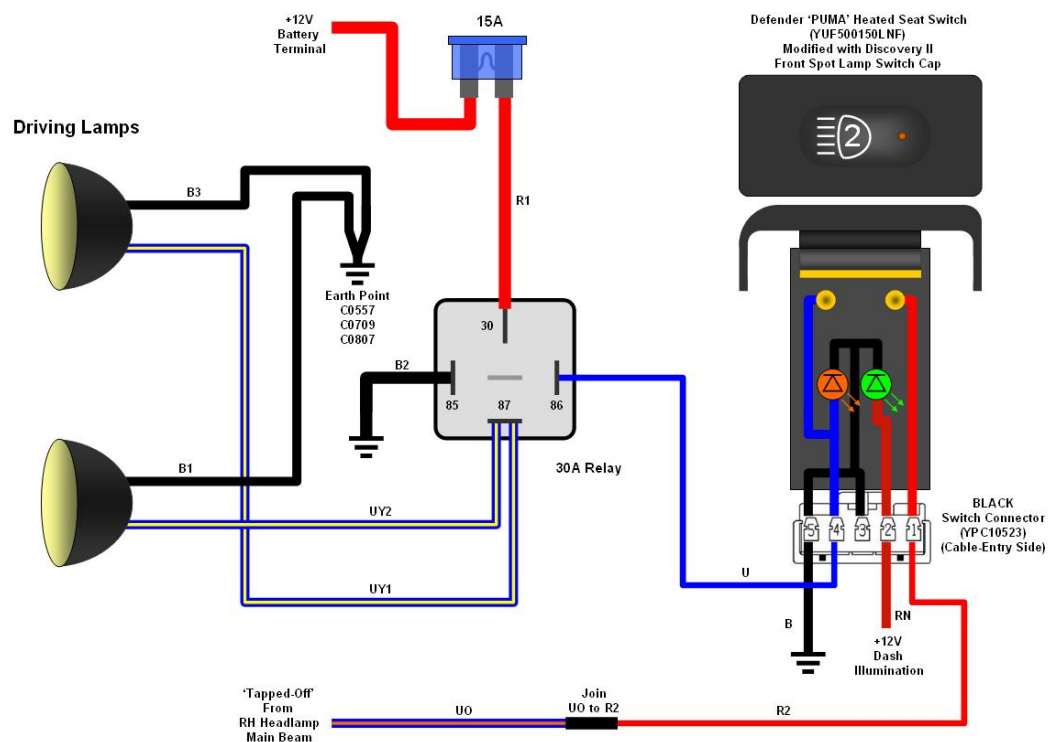 +12V
Battery
Terminal
15A
Defender ‘PUMA’ Heated Seat Switch
(YUF500150LNF)
Modified with Discovery II
Front Spot Lamp Switch Cap
2
Driving Lamps
B3
R1
Earth Point
C0557
C0709
C0807
30
B2
85
87
86
30A Relay
B1
UY2
UY1
BLACK
Switch Connector
(YPC10523)
(Cable-Entry Side)
5
4
3
2
1
U
B
RN
+12V
Dash
Illumination
‘Tapped-Off’
From
RH Headlamp
Main Beam
UO
Join
UO to R2
R2